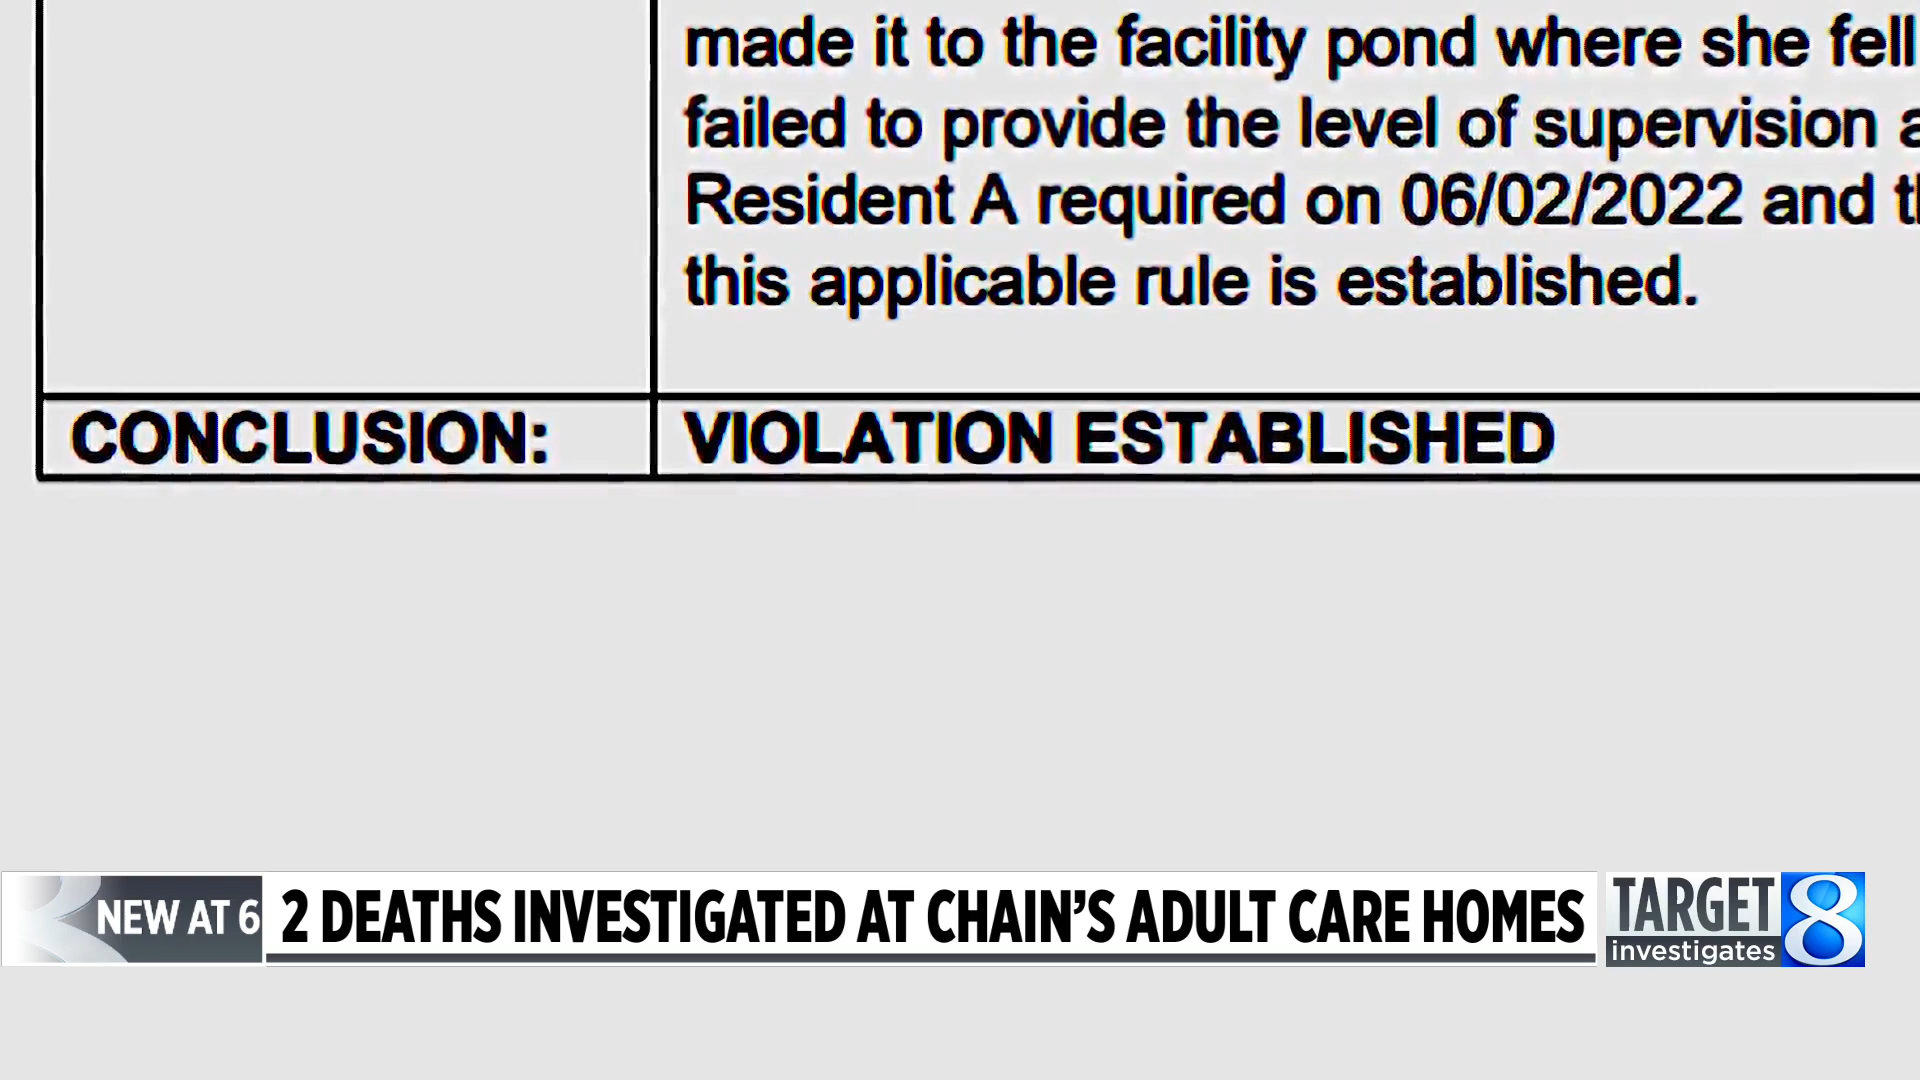 made it to the facility pond where she fell
failed to provide the level of supervision a
Resident A required on 06/02/2022 and th
this applicable rule is established.
CONCLUSION: VIOLATION ESTABLISHED
NEW AT 6 2 DEATHS INVESTIGATED AT CHAIN'S ADULT CARE HOMES
TARGET 8
investigates